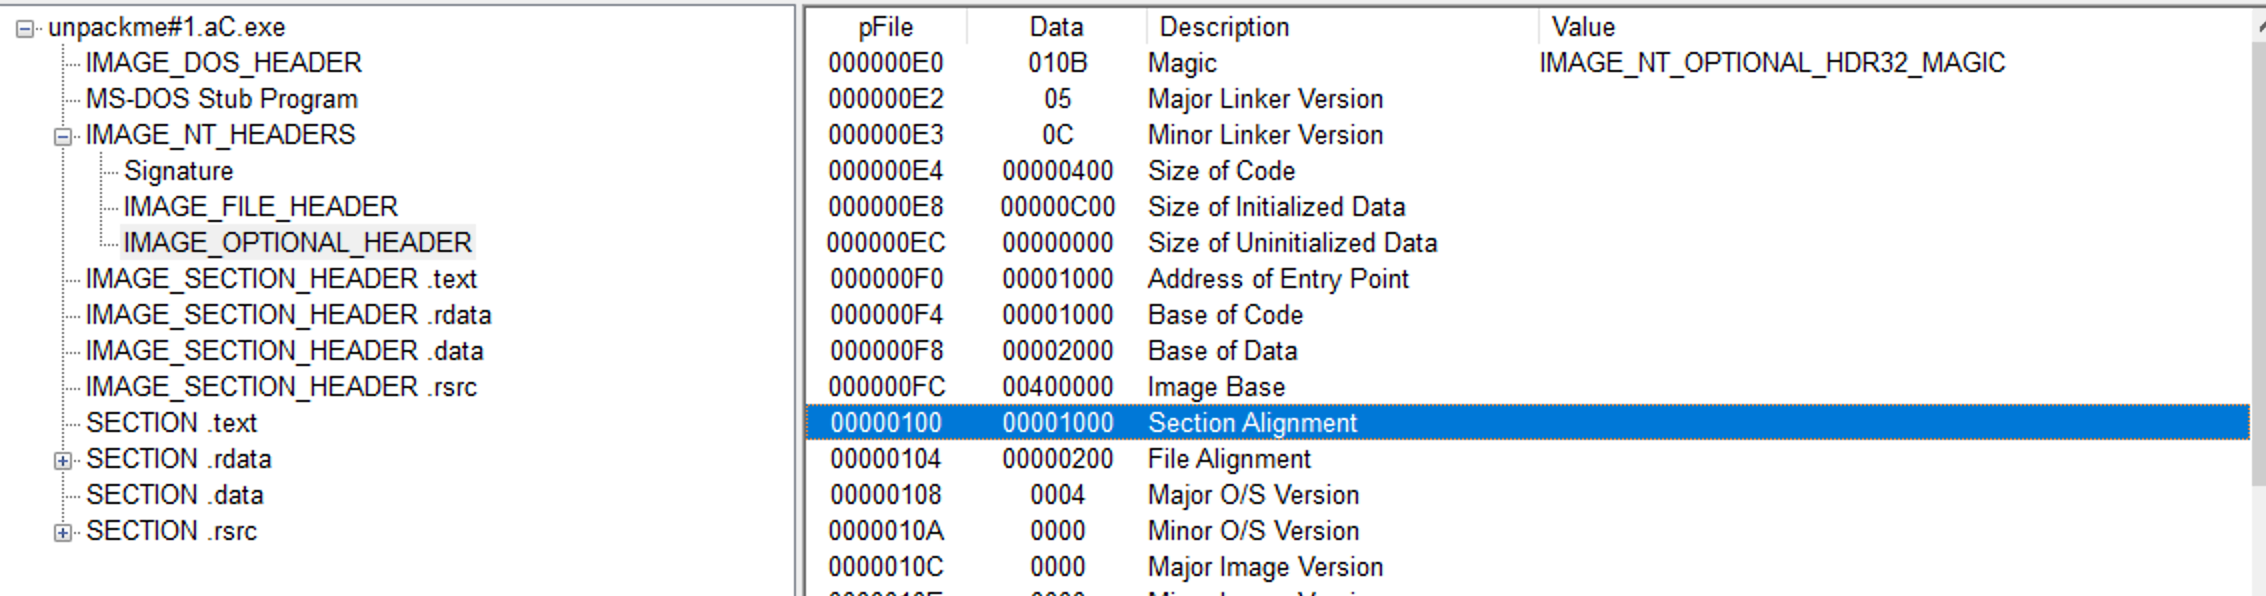 unpackme#1.aC.exe
IMAGE_DOS_HEADER
MS-DOS Stub Program
IMAGE_NT_HEADERS
Signature
IMAGE_FILE_HEADER
IMAGE_OPTIONAL_HEADER
IMAGE_SECTION_HEADER .text
IMAGE_SECTION_HEADER .rdata
IMAGE_SECTION_HEADER .data
IMAGE_SECTION_HEADER .rsrc
SECTION .text
SECTION .rdata
SECTION .data
SECTION .rsrc
pFile Data Description Value
000000E0 010B Magic IMAGE_NT_OPTIONAL_HDR32_MAGIC
000000E2 05 Major Linker Version
000000E3 0C Minor Linker Version
000000E4 00000400 Size of Code
000000E8 00000C00 Size of Initialized Data
000000EC 00000000 Size of Uninitialized Data
000000F0 00001000 Address of Entry Point
000000F4 00001000 Base of Code
000000F8 00002000 Base of Data
000000FC 00400000 Image Base
00000100 00001000 Section Alignment
00000104 00000200 File Alignment
00000108 0004 Major O/S Version
0000010A 0000 Minor O/S Version
0000010C 0000 Major Image Version